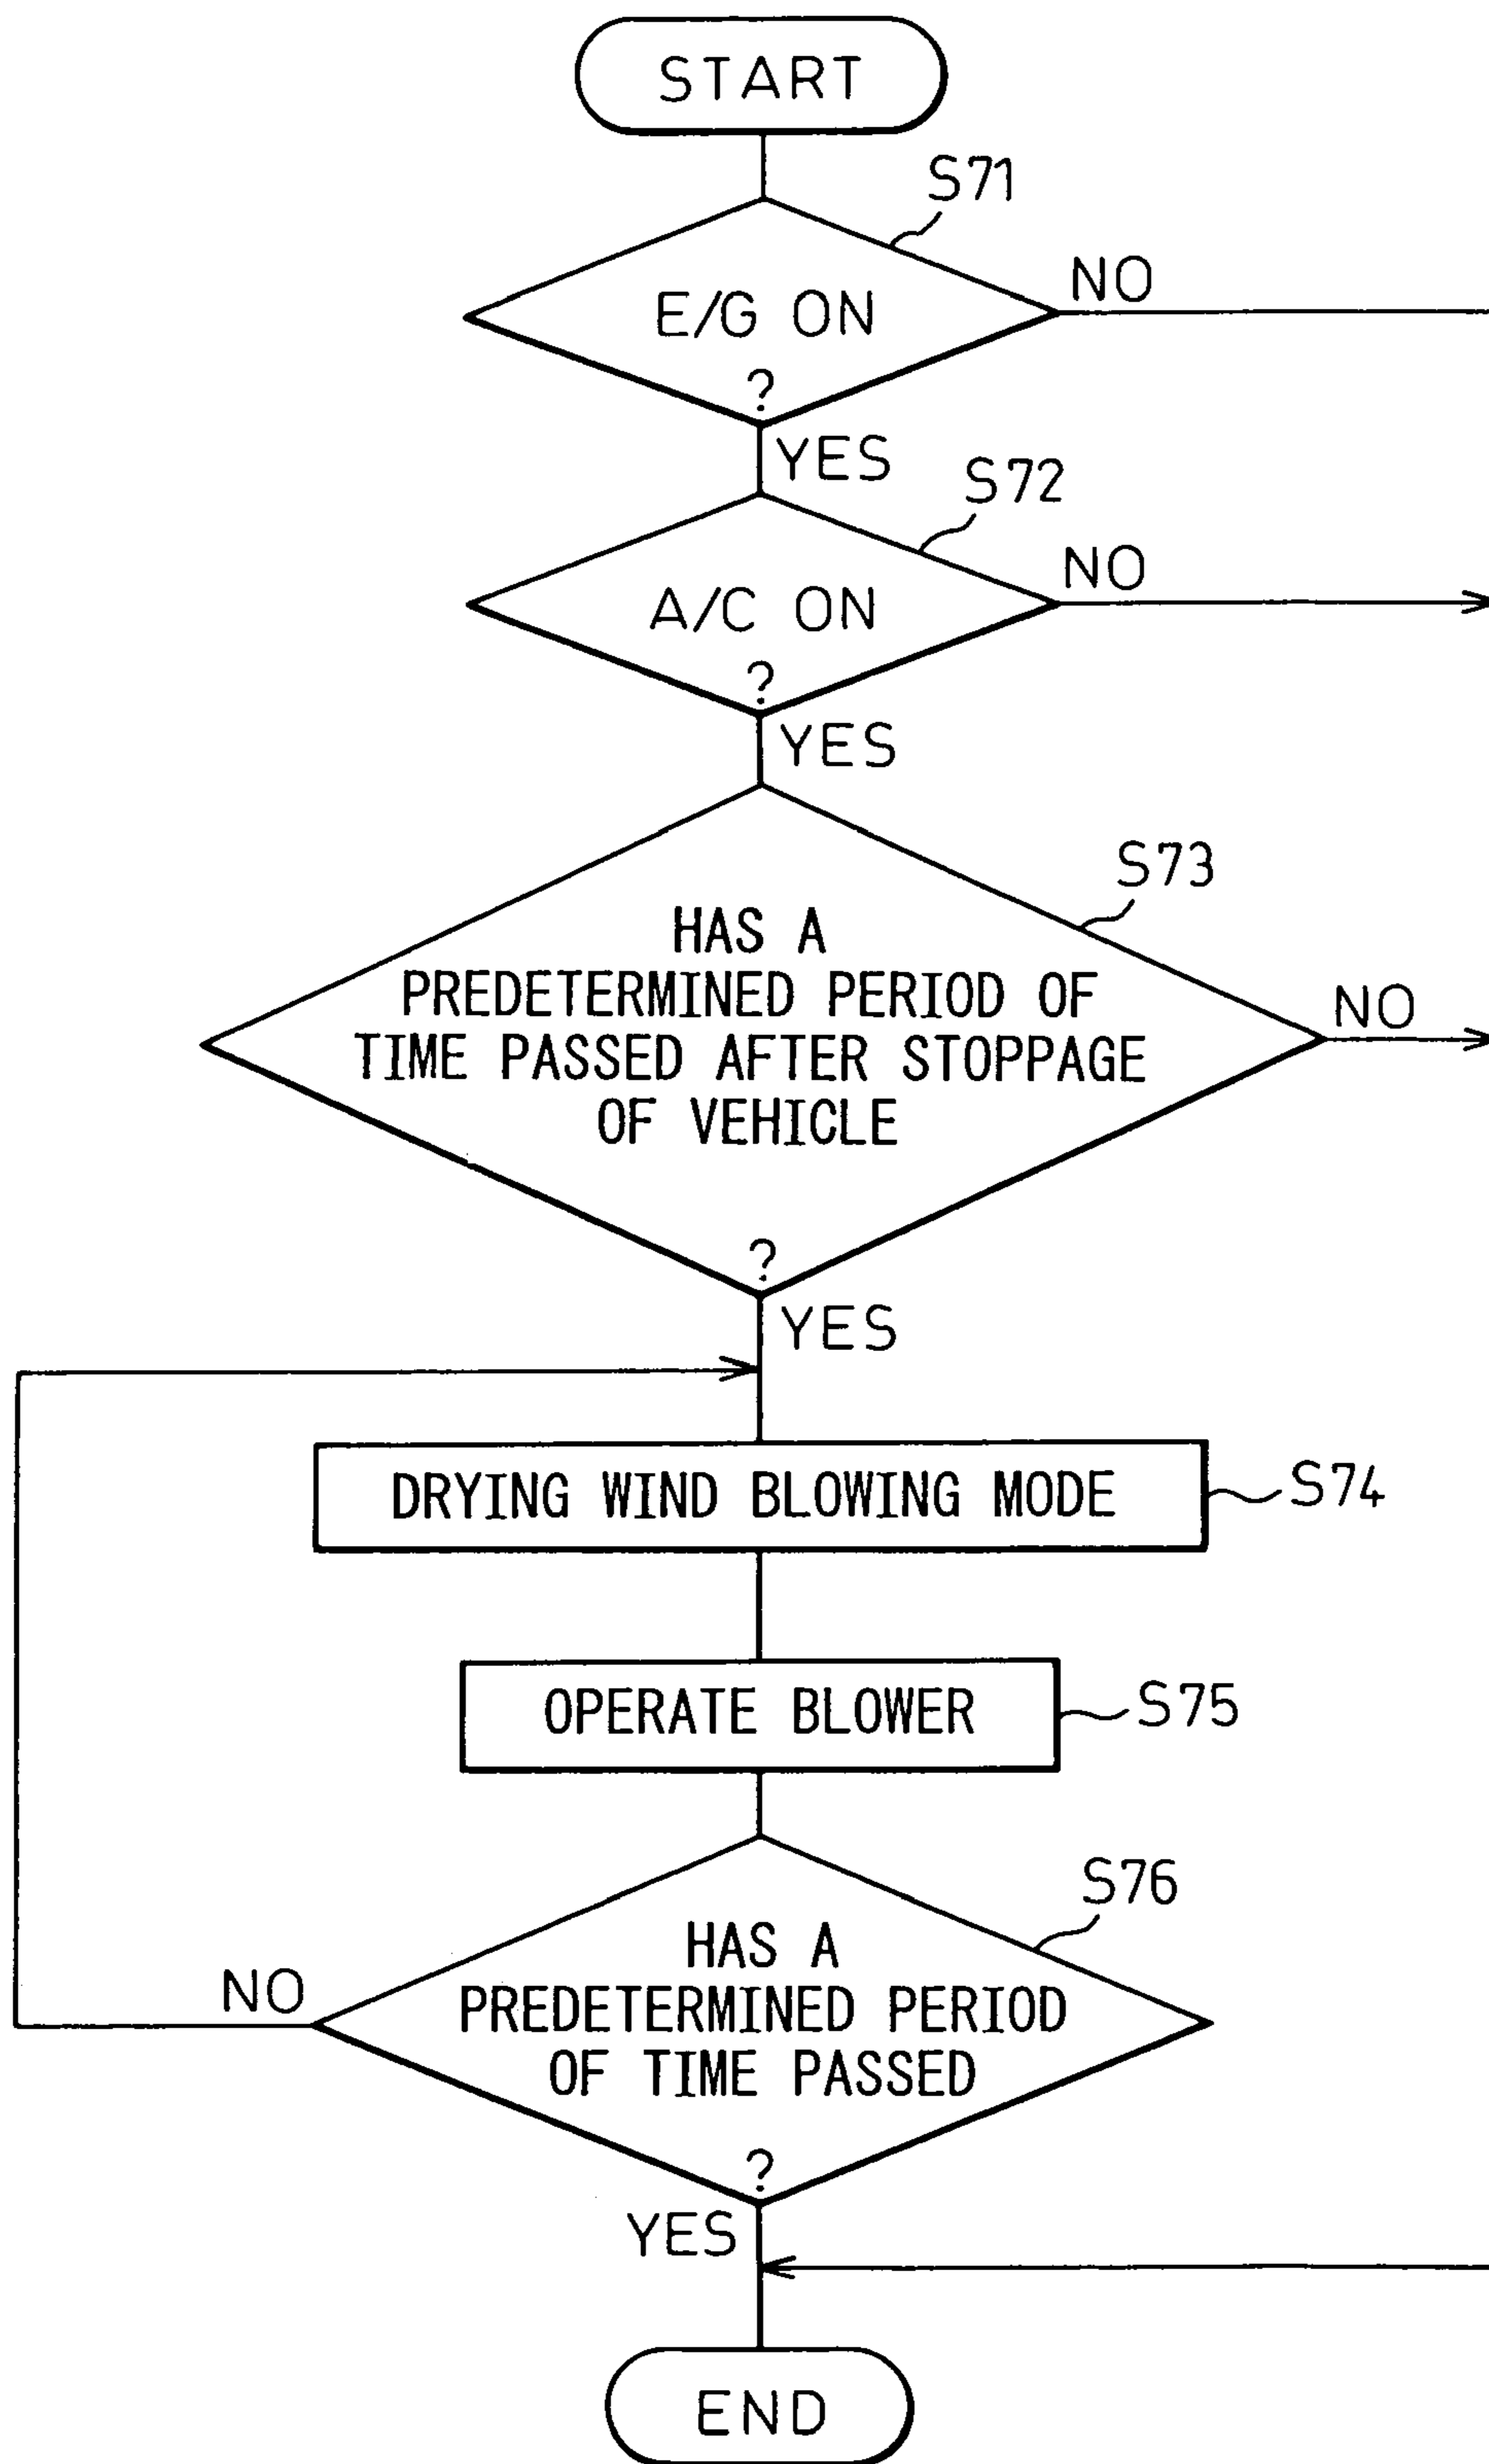 START
S71
E/G ON
?
NO
YES
S72
A/C ON
?
NO
YES
S73
HAS A
PREDETERMINED PERIOD OF
TIME PASSED AFTER STOPPAGE
OF VEHICLE
?
NO
YES
DRYING WIND BLOWING MODE
S74
OPERATE BLOWER
S75
S76
HAS A
PREDETERMINED PERIOD
OF TIME PASSED
?
NO
YES
END